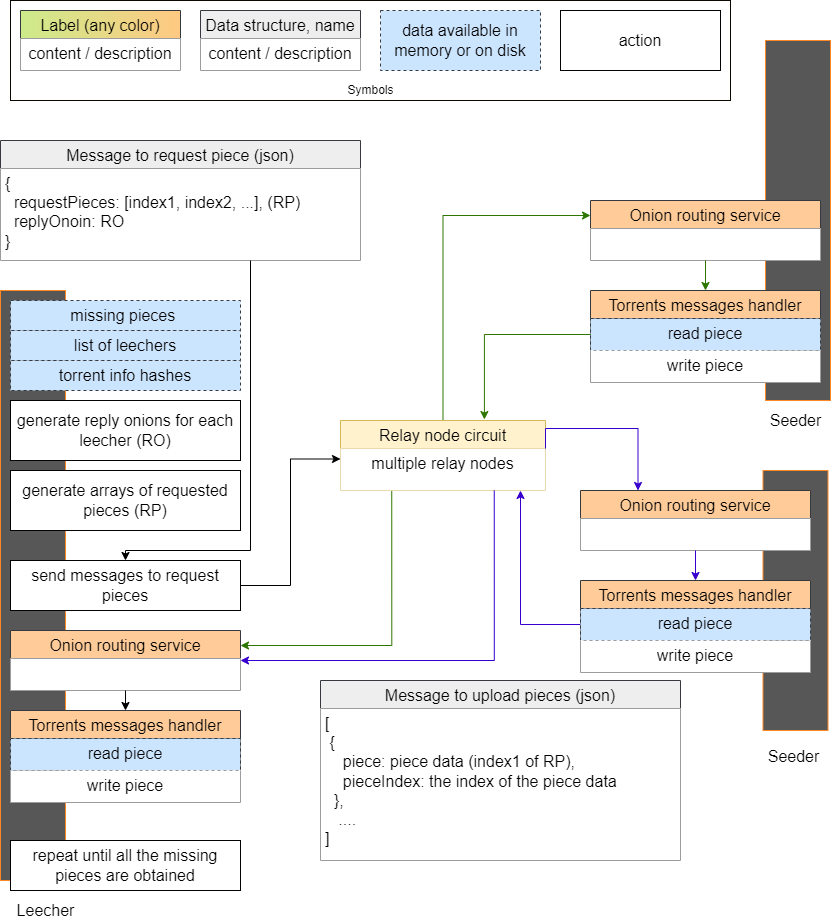 Label (any color)
content / description
Data structure, name
content / description
data available in
memory or on disk
action
Symbols
Message to request piece (json)
{
requestPieces: [index1, index2, ...], (RP)
replyOnoin: RO
}
missing pieces
list of leechers
torrent info hashes
generate reply onions for each
leecher (RO)
generate arrays of requested
pieces (RP)
send messages to request
pieces
Onion routing service
Torrents messages handler
read piece
write piece
repeat until all the missing
pieces are obtained
Leecher
Relay node circuit
multiple relay nodes
Onion routing service
Torrents messages handler
read piece
write piece
Seeder
Onion routing service
Torrents messages handler
read piece
write piece
Seeder
Message to upload pieces (json)
[
{
piece: piece data (index1 of RP),
pieceIndex: the index of the piece data
},
....
]